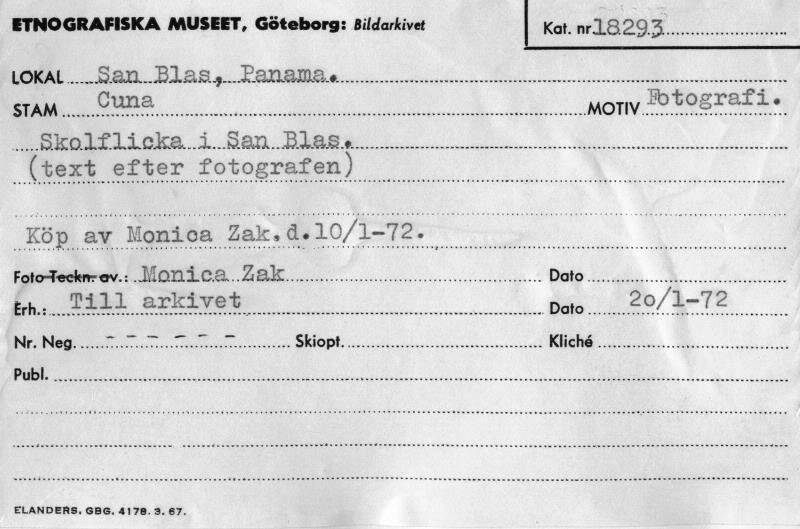 ETNOGRAFISKA MUSEET, Göteborg: Bildarkivet
Kat. nr. 18293
LOKAL San Blas, Panama.
STAM Cuna
MOTIV Fotografi.
Skolflicka i San Blas.
(text efter fotografen)
Köp av Monica Zak, d.10/1-72.
Foto Teckn. av.: Monica Zak Dato
Erh.: Till arkivet Dato 2o/1-72
Nr. Neg. - - - - - - Skiopt. Kliché
Publ.
ELANDERS. GBG. 4178. 3. 67.